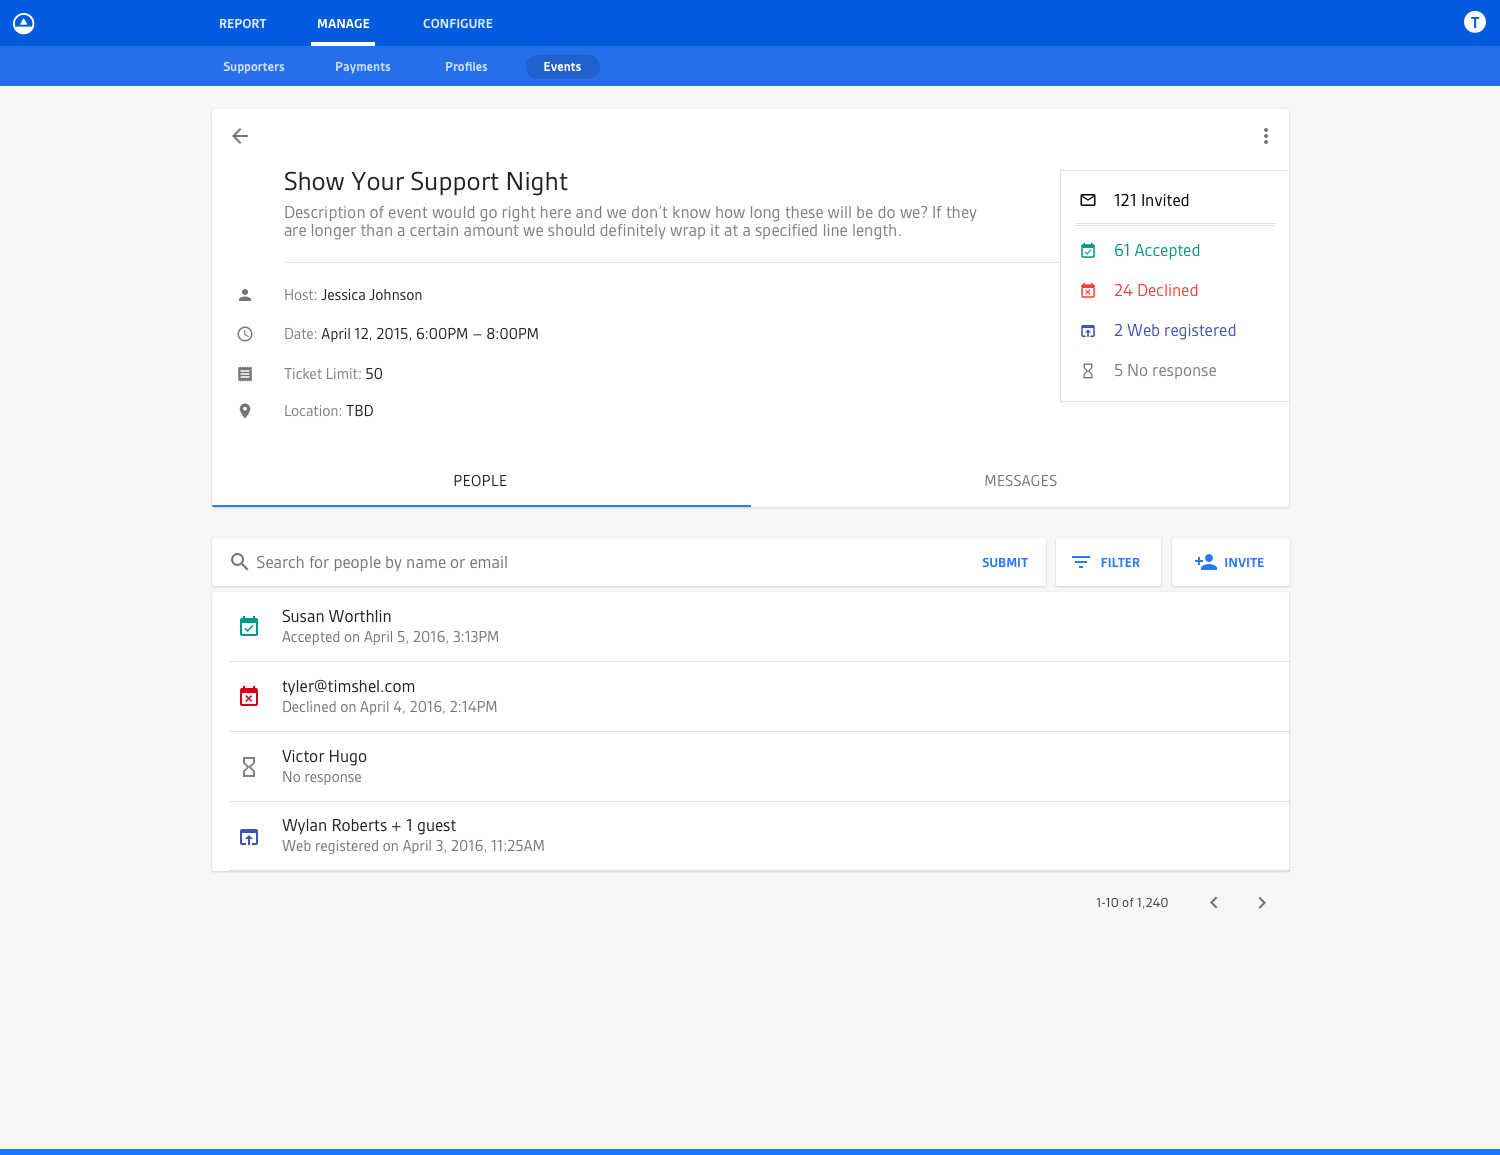 REPORT
MANAGE
CONFIGURE
T
Supporters
Payments
Profiles
Events
Show Your Support Night
Description of event would go right here and we don't know how long these will be do we? If they
are longer than a certain amount we should definitely wrap it at a specified line length.
Host: Jessica Johnson
Date: April 12, 2015, 6:00PM – 8:00PM
Ticket Limit: 50
Location: TBD
121 Invited
61 Accepted
24 Declined
2 Web registered
5 No response
PEOPLE
MESSAGES
Search for people by name or email
SUBMIT
FILTER
INVITE
Susan Worthlin
Accepted on April 5, 2016, 3:13PM
tyler@timshel.com
Declined on April 4, 2016, 2:14PM
Victor Hugo
No response
Wylan Roberts + 1 guest
Web registered on April 3, 2016, 11:25AM
1-10 of 1,240